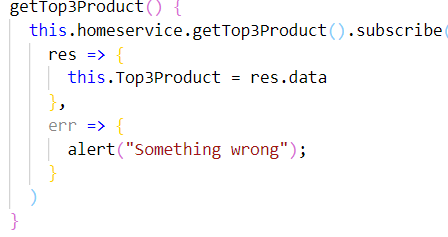 getTop3Product() {
this.homeservice.getTop3Product().subscribe(
res => {
this.Top3Product = res.data
},
err => {
alert("Something wrong");
}
)
}